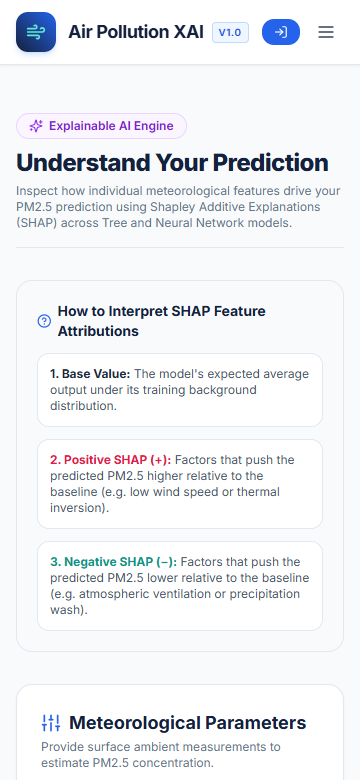 Air Pollution XAI V1.0
Explainable AI Engine
Understand Your Prediction
Inspect how individual meteorological features drive your
PM2.5 prediction using Shapley Additive Explanations
(SHAP) across Tree and Neural Network models.
How to Interpret SHAP Feature
Attributions
1. Base Value: The model's expected average
output under its training background
distribution.
2. Positive SHAP (+): Factors that push the
predicted PM2.5 higher relative to the
baseline (e.g. low wind speed or thermal
inversion).
3. Negative SHAP (−): Factors that push the
predicted PM2.5 lower relative to the baseline
(e.g. atmospheric ventilation or precipitation
wash).
Meteorological Parameters
Provide surface ambient measurements to
estimate PM2.5 concentration.